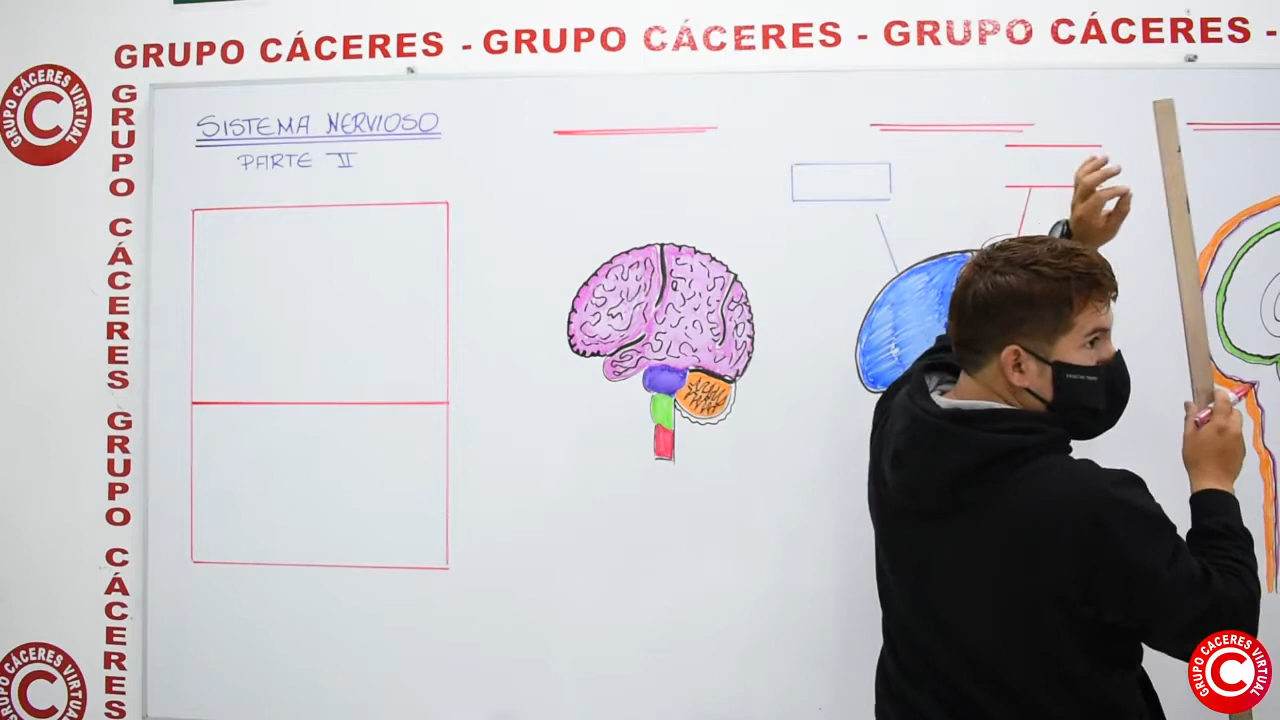 GRUPO CÁCERES - GRUPO CÁCERES - GRUPO CÁCERES -
GRUPO CÁCERES VIRTUAL
C
GRUPO CÁCERES GRUPO CÁCERES
SISTEMA NERVIOSO
PARTE II
GRUPO CÁCERES VIRTUAL
C
GRUPO CACERES VIRTUAL
C